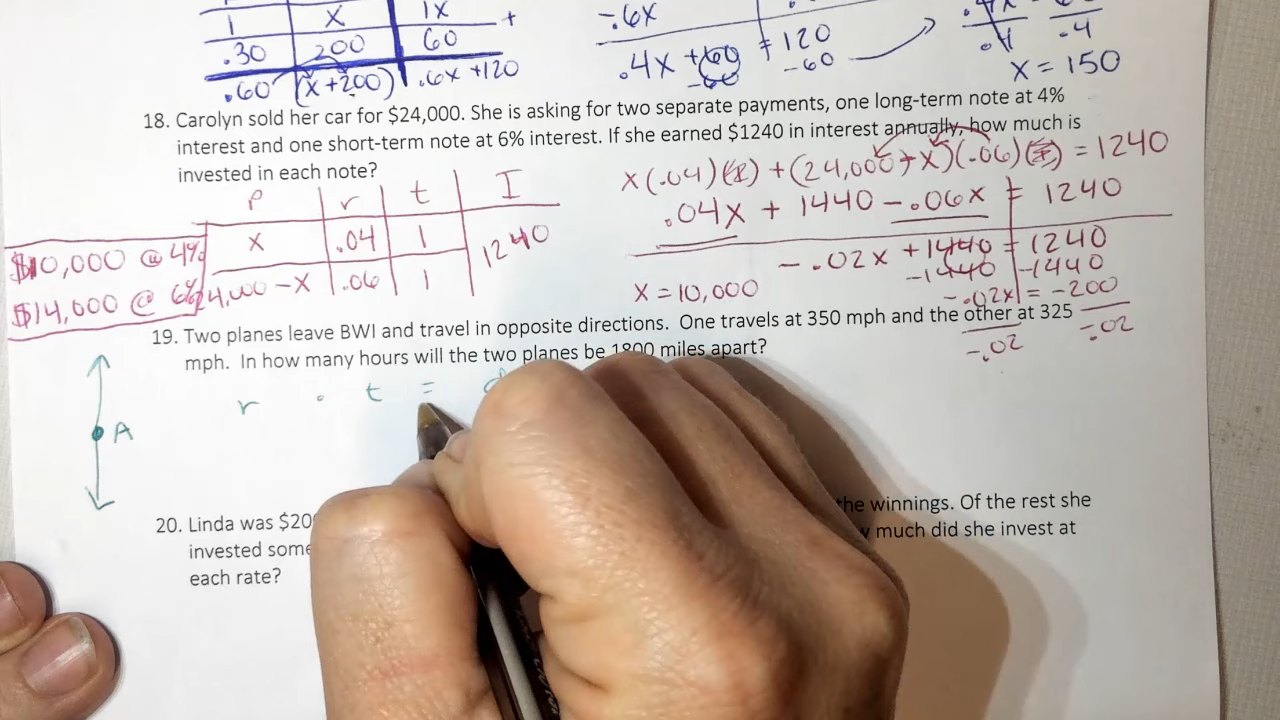 1 x 1x +
.30 200 60
.60 (x+200) .6x +120
-.6x
.4x +60 = 120
-60 -60
.4
-.4
x = 150
18. Carolyn sold her car for $24,000. She is asking for two separate payments, one long-term note at 4%
interest and one short-term note at 6% interest. If she earned $1240 in interest annually, how much is
invested in each note?
P r t I
x .04 1
24,000 -x .06 1
1240
$10,000 @ 4%
$14,000 @ 6%
x(.04)(1) + (24,000 - x)(.06)(1) = 1240
.04x + 1440 - .06x = 1240
-.02x + 1440 = 1240
-1440 -1440
-.02x = -200
-.02 -.02
x = 10,000
19. Two planes leave BWI and travel in opposite directions. One travels at 350 mph and the other at 325
mph. In how many hours will the two planes be 1800 miles apart?
r . t = d
A
20. Linda was $20 the winnings. Of the rest she
invested some much did she invest at
each rate?